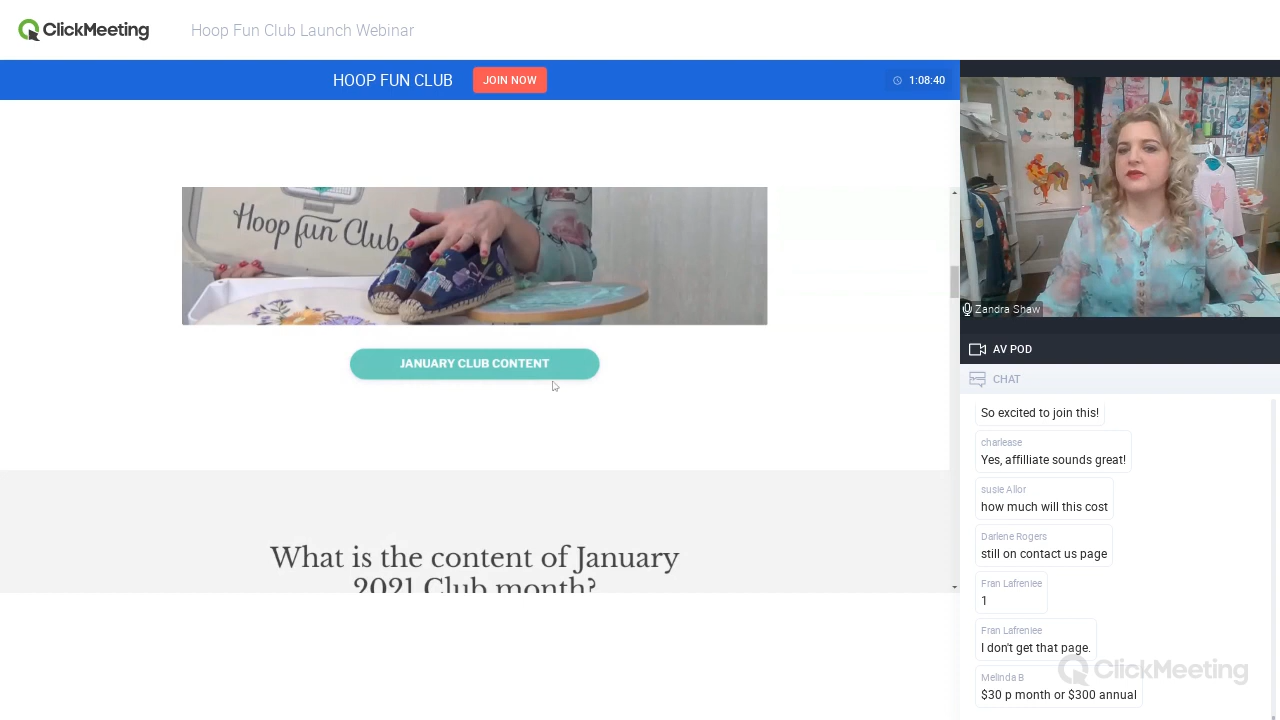 ClickMeeting
Hoop Fun Club Launch Webinar
HOOP FUN CLUB
JOIN NOW
1:08:40
Hoop fun Club
JANUARY CLUB CONTENT
What is the content of January
2021 Club month?
Zandra Shaw
AV POD
CHAT
So excited to join this!
charlease
Yes, affilliate sounds great!
susie Allor
how much will this cost
Darlene Rogers
still on contact us page
Fran Lafreniee
1
Fran Lafreniee
I don't get that page.
Melinda B
$30 p month or $300 annual
ClickMeeting